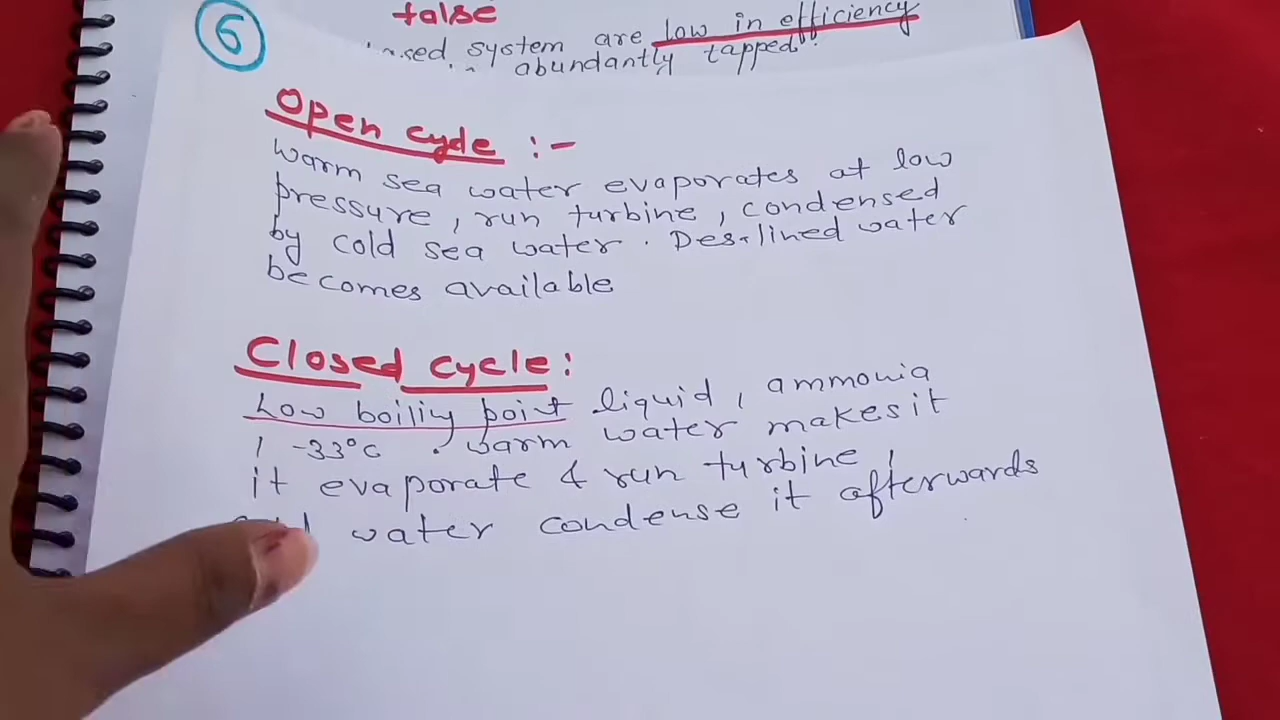 6
false
system are low in efficiency
abundantly tapped.
Open cycle :-
warm sea water evaporates at low
pressure, run turbine, condensed
by cold sea water. Desalined water
becomes available
Closed cycle:
Low boiliy point liquid, ammonia
, -33°C . warm water makes it
it evaporate & run turbine,
water condense it afterwards